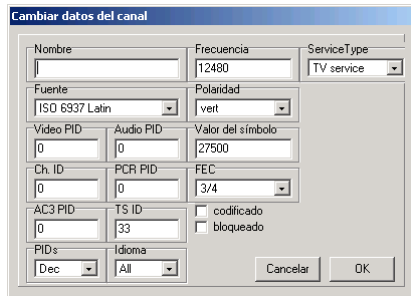 Cambiar datos del canal
Nombre Frecuencia ServiceType
12480 TV service
Fuente Polaridad
ISO 6937 Latin vert
Video PID Audio PID Valor del símbolo
0 0 27500
Ch. ID PCR PID FEC
0 0 3/4
AC3 PID TS ID codificado
0 33 bloqueado
PIDs Idioma
Dec All Cancelar OK